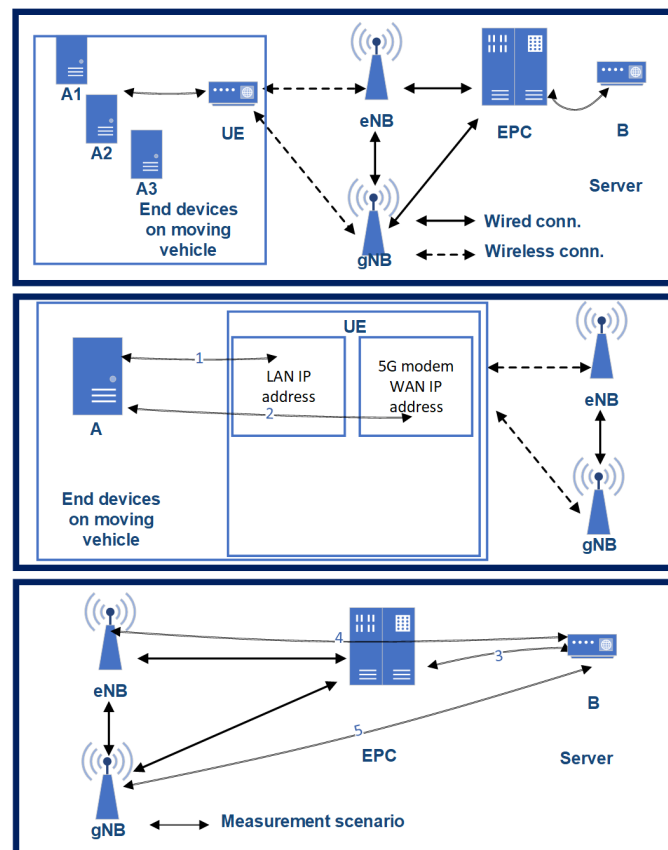 A1
A2
A3
UE
eNB
EPC
B
Server
End devices
on moving
vehicle
gNB
Wired conn.
Wireless conn.
UE
1
LAN IP
address
5G modem
WAN IP
address
2
A
eNB
End devices
on moving
vehicle
gNB
4
3
eNB
B
5
EPC
Server
gNB
Measurement scenario